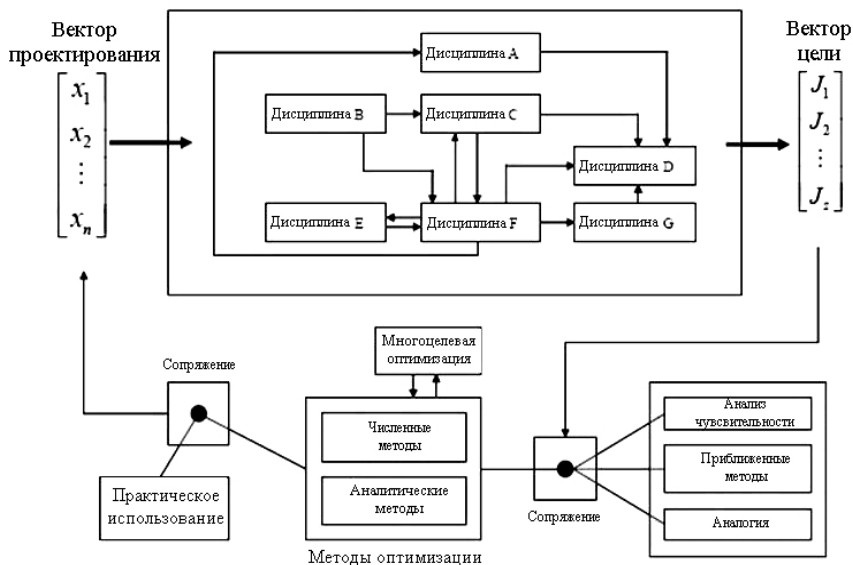 Вектор
проектирования
x1
x2
⋮
xn
Дисциплина A
Дисциплина B
Дисциплина C
Дисциплина D
Дисциплина E
Дисциплина F
Дисциплина G
Вектор
цели
J1
J2
⋮
Jz
Сопряжение
Практическое
использование
Многоцелевая
оптимизация
Численные
методы
Аналитические
методы
Методы оптимизации
Сопряжение
Анализ
чувсвительности
Приближенные
методы
Аналогия